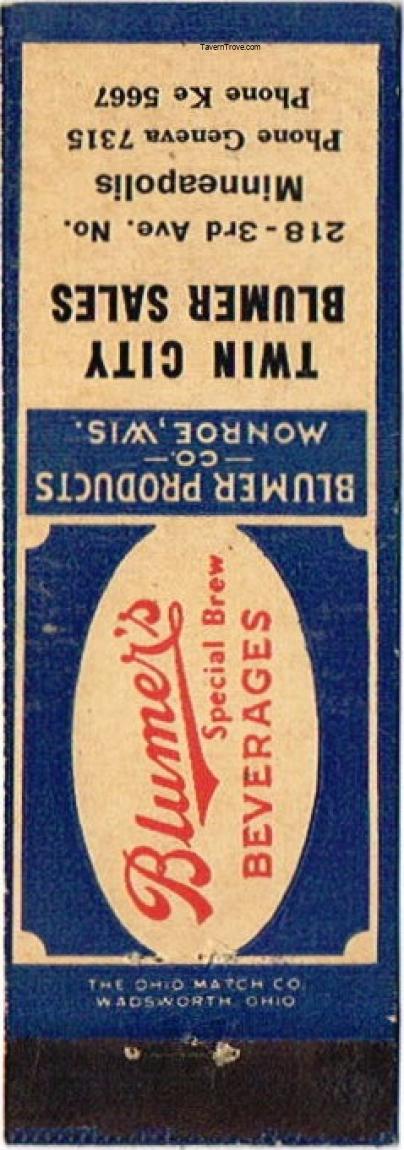 TavernTrove.com
Blumer's
Special Brew
BEVERAGES
BLUMER PRODUCTS
—CO.—
MONROE, WIS.
TWIN CITY
BLUMER SALES
218-3rd Ave. No.
Minneapolis
Phone Geneva 7315
Phone Ke 5667
THE OHIO MATCH CO.
WADSWORTH, OHIO